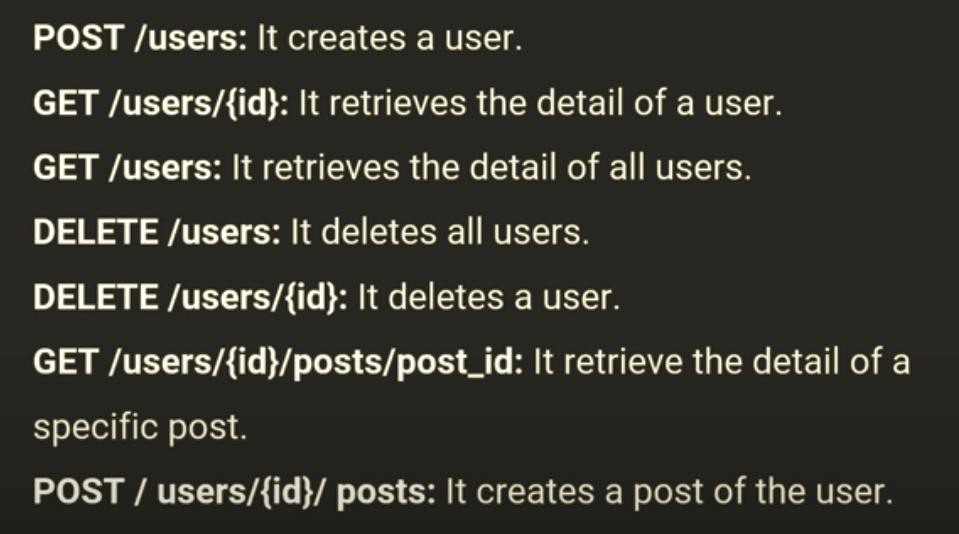 POST /users: It creates a user.
GET /users/{id}: It retrieves the detail of a user.
GET /users: It retrieves the detail of all users.
DELETE /users: It deletes all users.
DELETE /users/{id}: It deletes a user.
GET /users/{id}/posts/post_id: It retrieve the detail of a
specific post.
POST / users/{id}/ posts: It creates a post of the user.